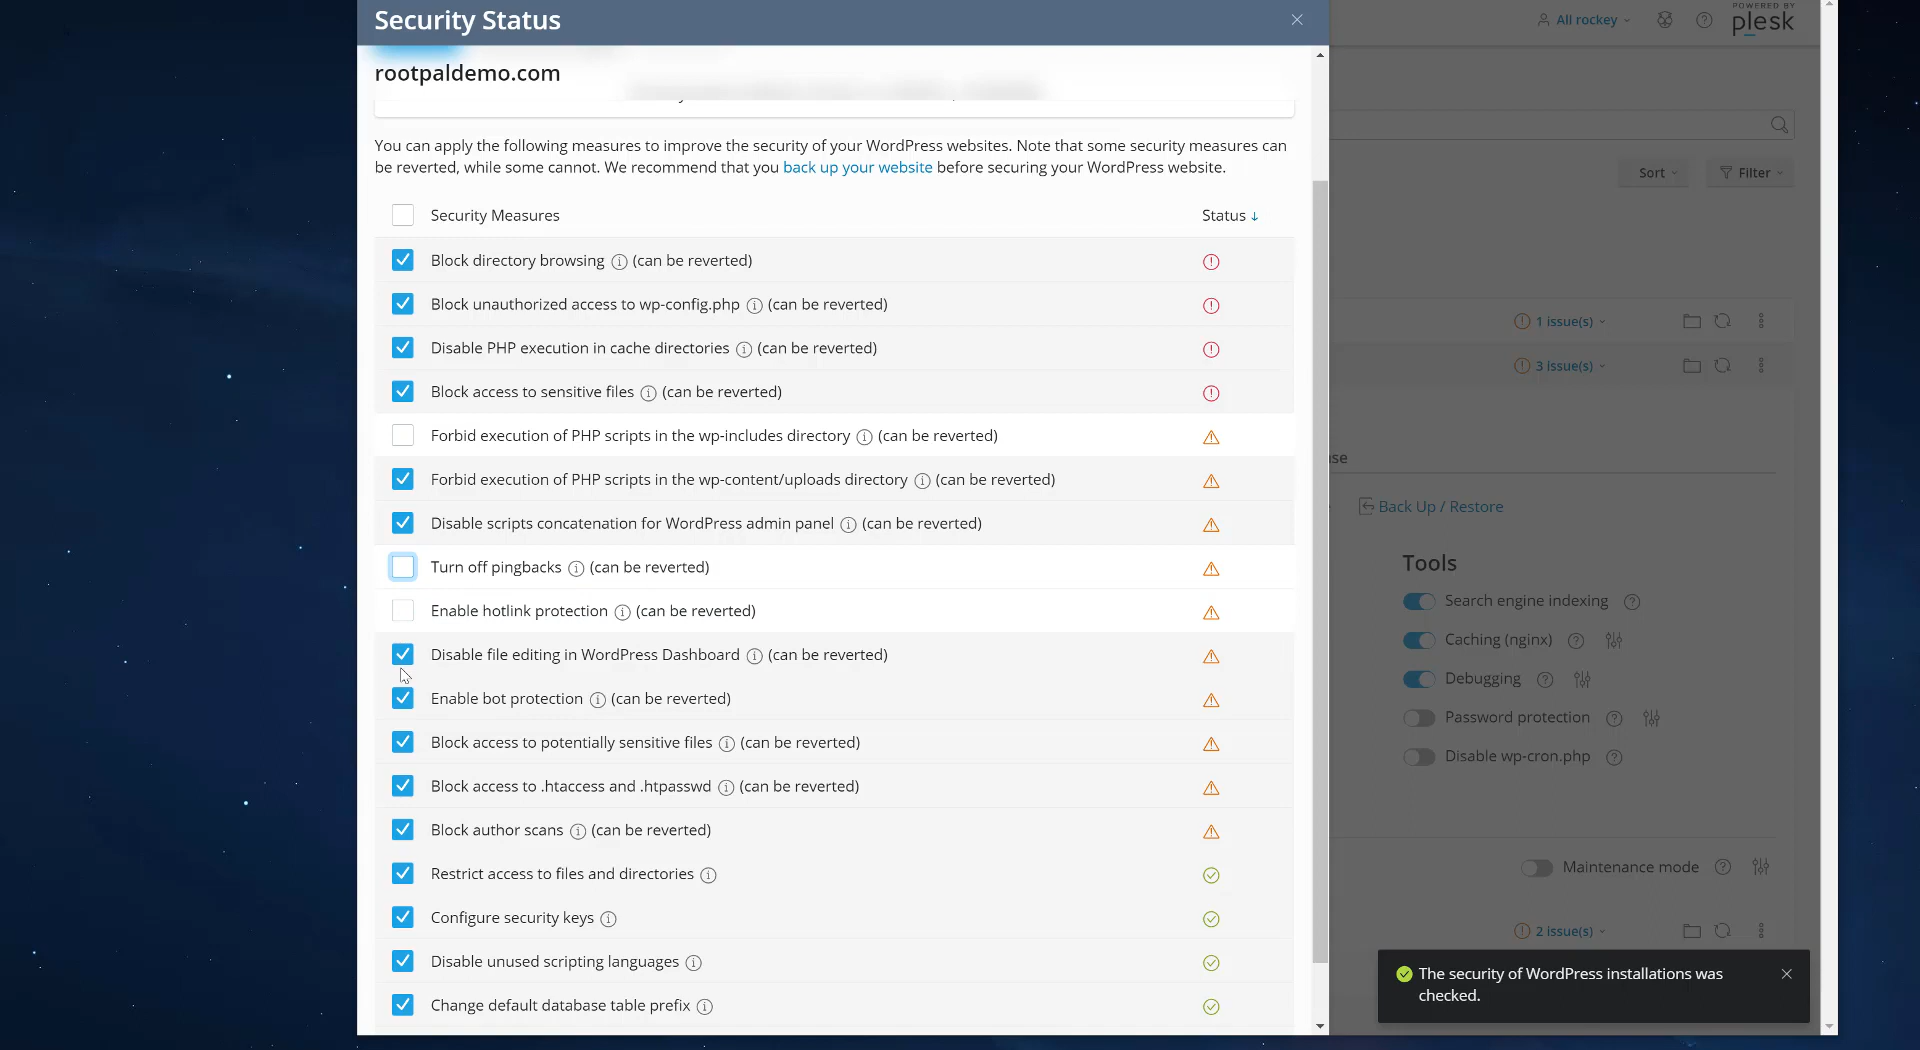 Security Status
All rockey
POWERED BY
plesk
rootpaldemo.com
You can apply the following measures to improve the security of your WordPress websites. Note that some security measures can
be reverted, while some cannot. We recommend that you back up your website before securing your WordPress website.
Sort
Filter
Security Measures
Status
Block directory browsing (can be reverted)
Block unauthorized access to wp-config.php (can be reverted)
1 issue(s)
Disable PHP execution in cache directories (can be reverted)
3 issue(s)
Block access to sensitive files (can be reverted)
Forbid execution of PHP scripts in the wp-includes directory (can be reverted)
Forbid execution of PHP scripts in the wp-content/uploads directory (can be reverted)
Back Up / Restore
Disable scripts concatenation for WordPress admin panel (can be reverted)
Turn off pingbacks (can be reverted)
Tools
Search engine indexing
Enable hotlink protection (can be reverted)
Caching (nginx)
Disable file editing in WordPress Dashboard (can be reverted)
Debugging
Enable bot protection (can be reverted)
Password protection
Block access to potentially sensitive files (can be reverted)
Disable wp-cron.php
Block access to .htaccess and .htpasswd (can be reverted)
Block author scans (can be reverted)
Restrict access to files and directories
Maintenance mode
Configure security keys
2 issue(s)
Disable unused scripting languages
The security of WordPress installations was
checked.
Change default database table prefix